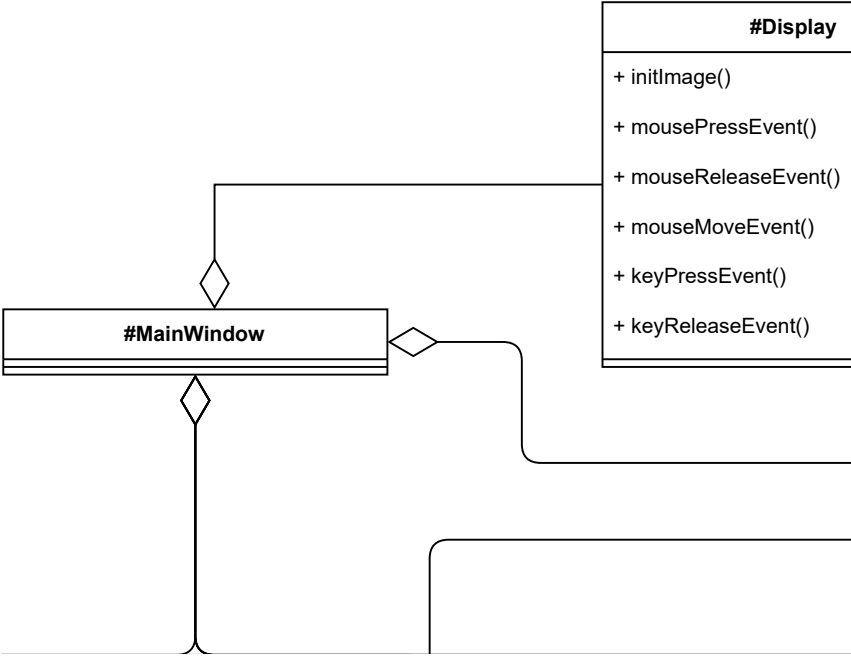 #Display
+ initImage()
+ mousePressEvent()
+ mouseReleaseEvent()
+ mouseMoveEvent()
+ keyPressEvent()
+ keyReleaseEvent()
#MainWindow